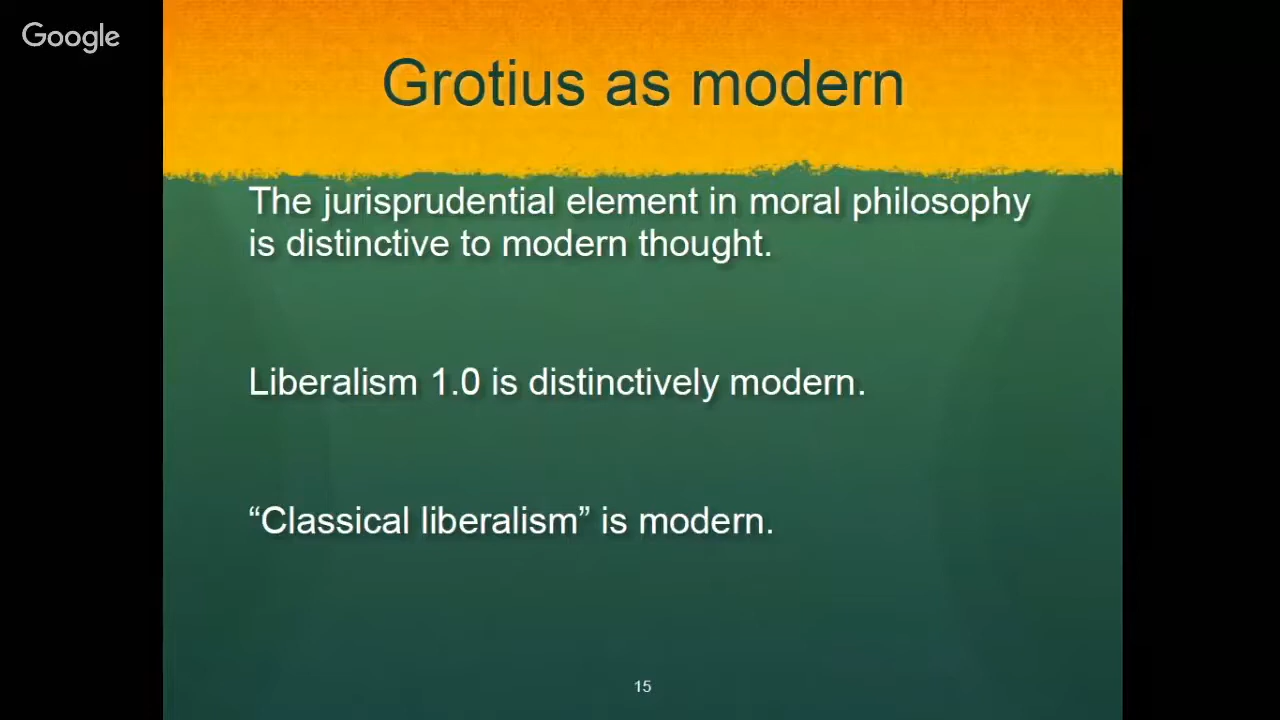 Google
Grotius as modern
The jurisprudential element in moral philosophy
is distinctive to modern thought.
Liberalism 1.0 is distinctively modern.
“Classical liberalism” is modern.
15